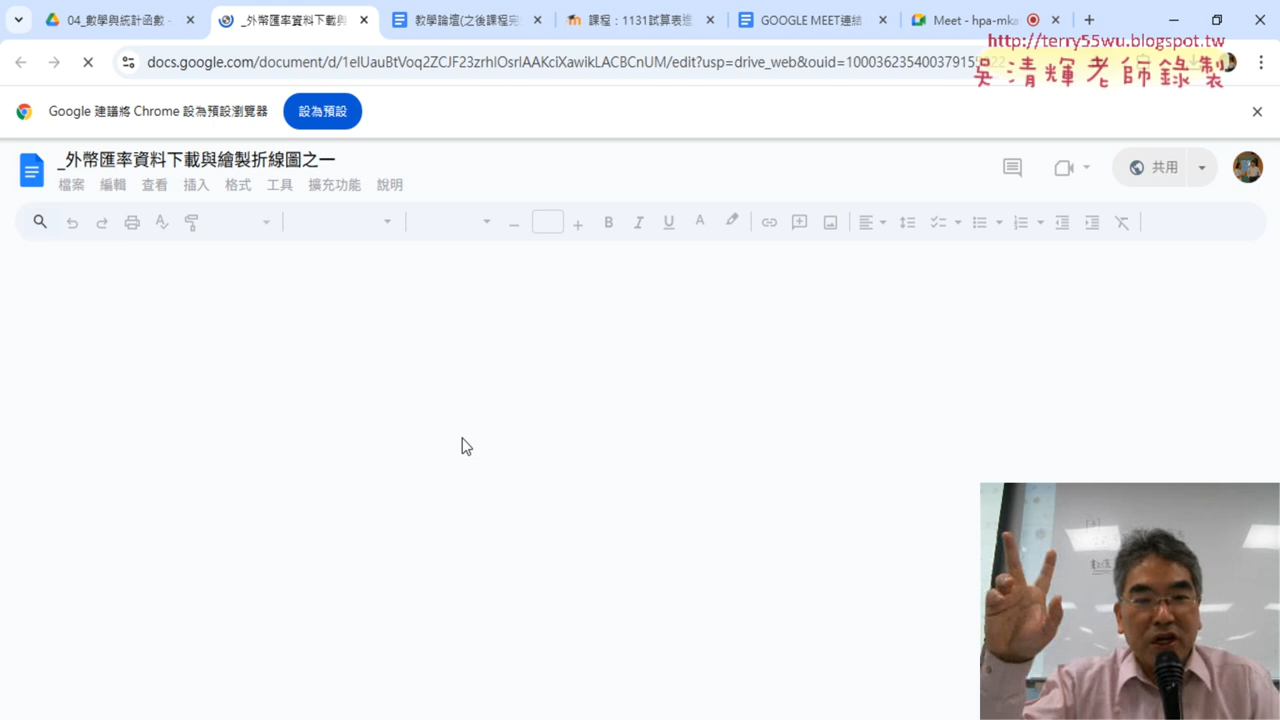 04_數學與統計函數 -
_外幣匯率資料下載與
教學論壇(之後課程完
課程：1131試算表進
GOOGLE MEET連結
Meet - hpa-mka
http://terry55wu.blogspot.tw
docs.google.com/document/d/1elUauBtVoq2ZCJF23zrhlOsrlAAKciXawikLACBCnUM/edit?usp=drive_web&ouid=10003623540037915
吳清輝老師錄製
Google 建議將 Chrome 設為預設瀏覽器
設為預設
_外幣匯率資料下載與繪製折線圖之一
檔案 編輯 查看 插入 格式 工具 擴充功能 說明
共用